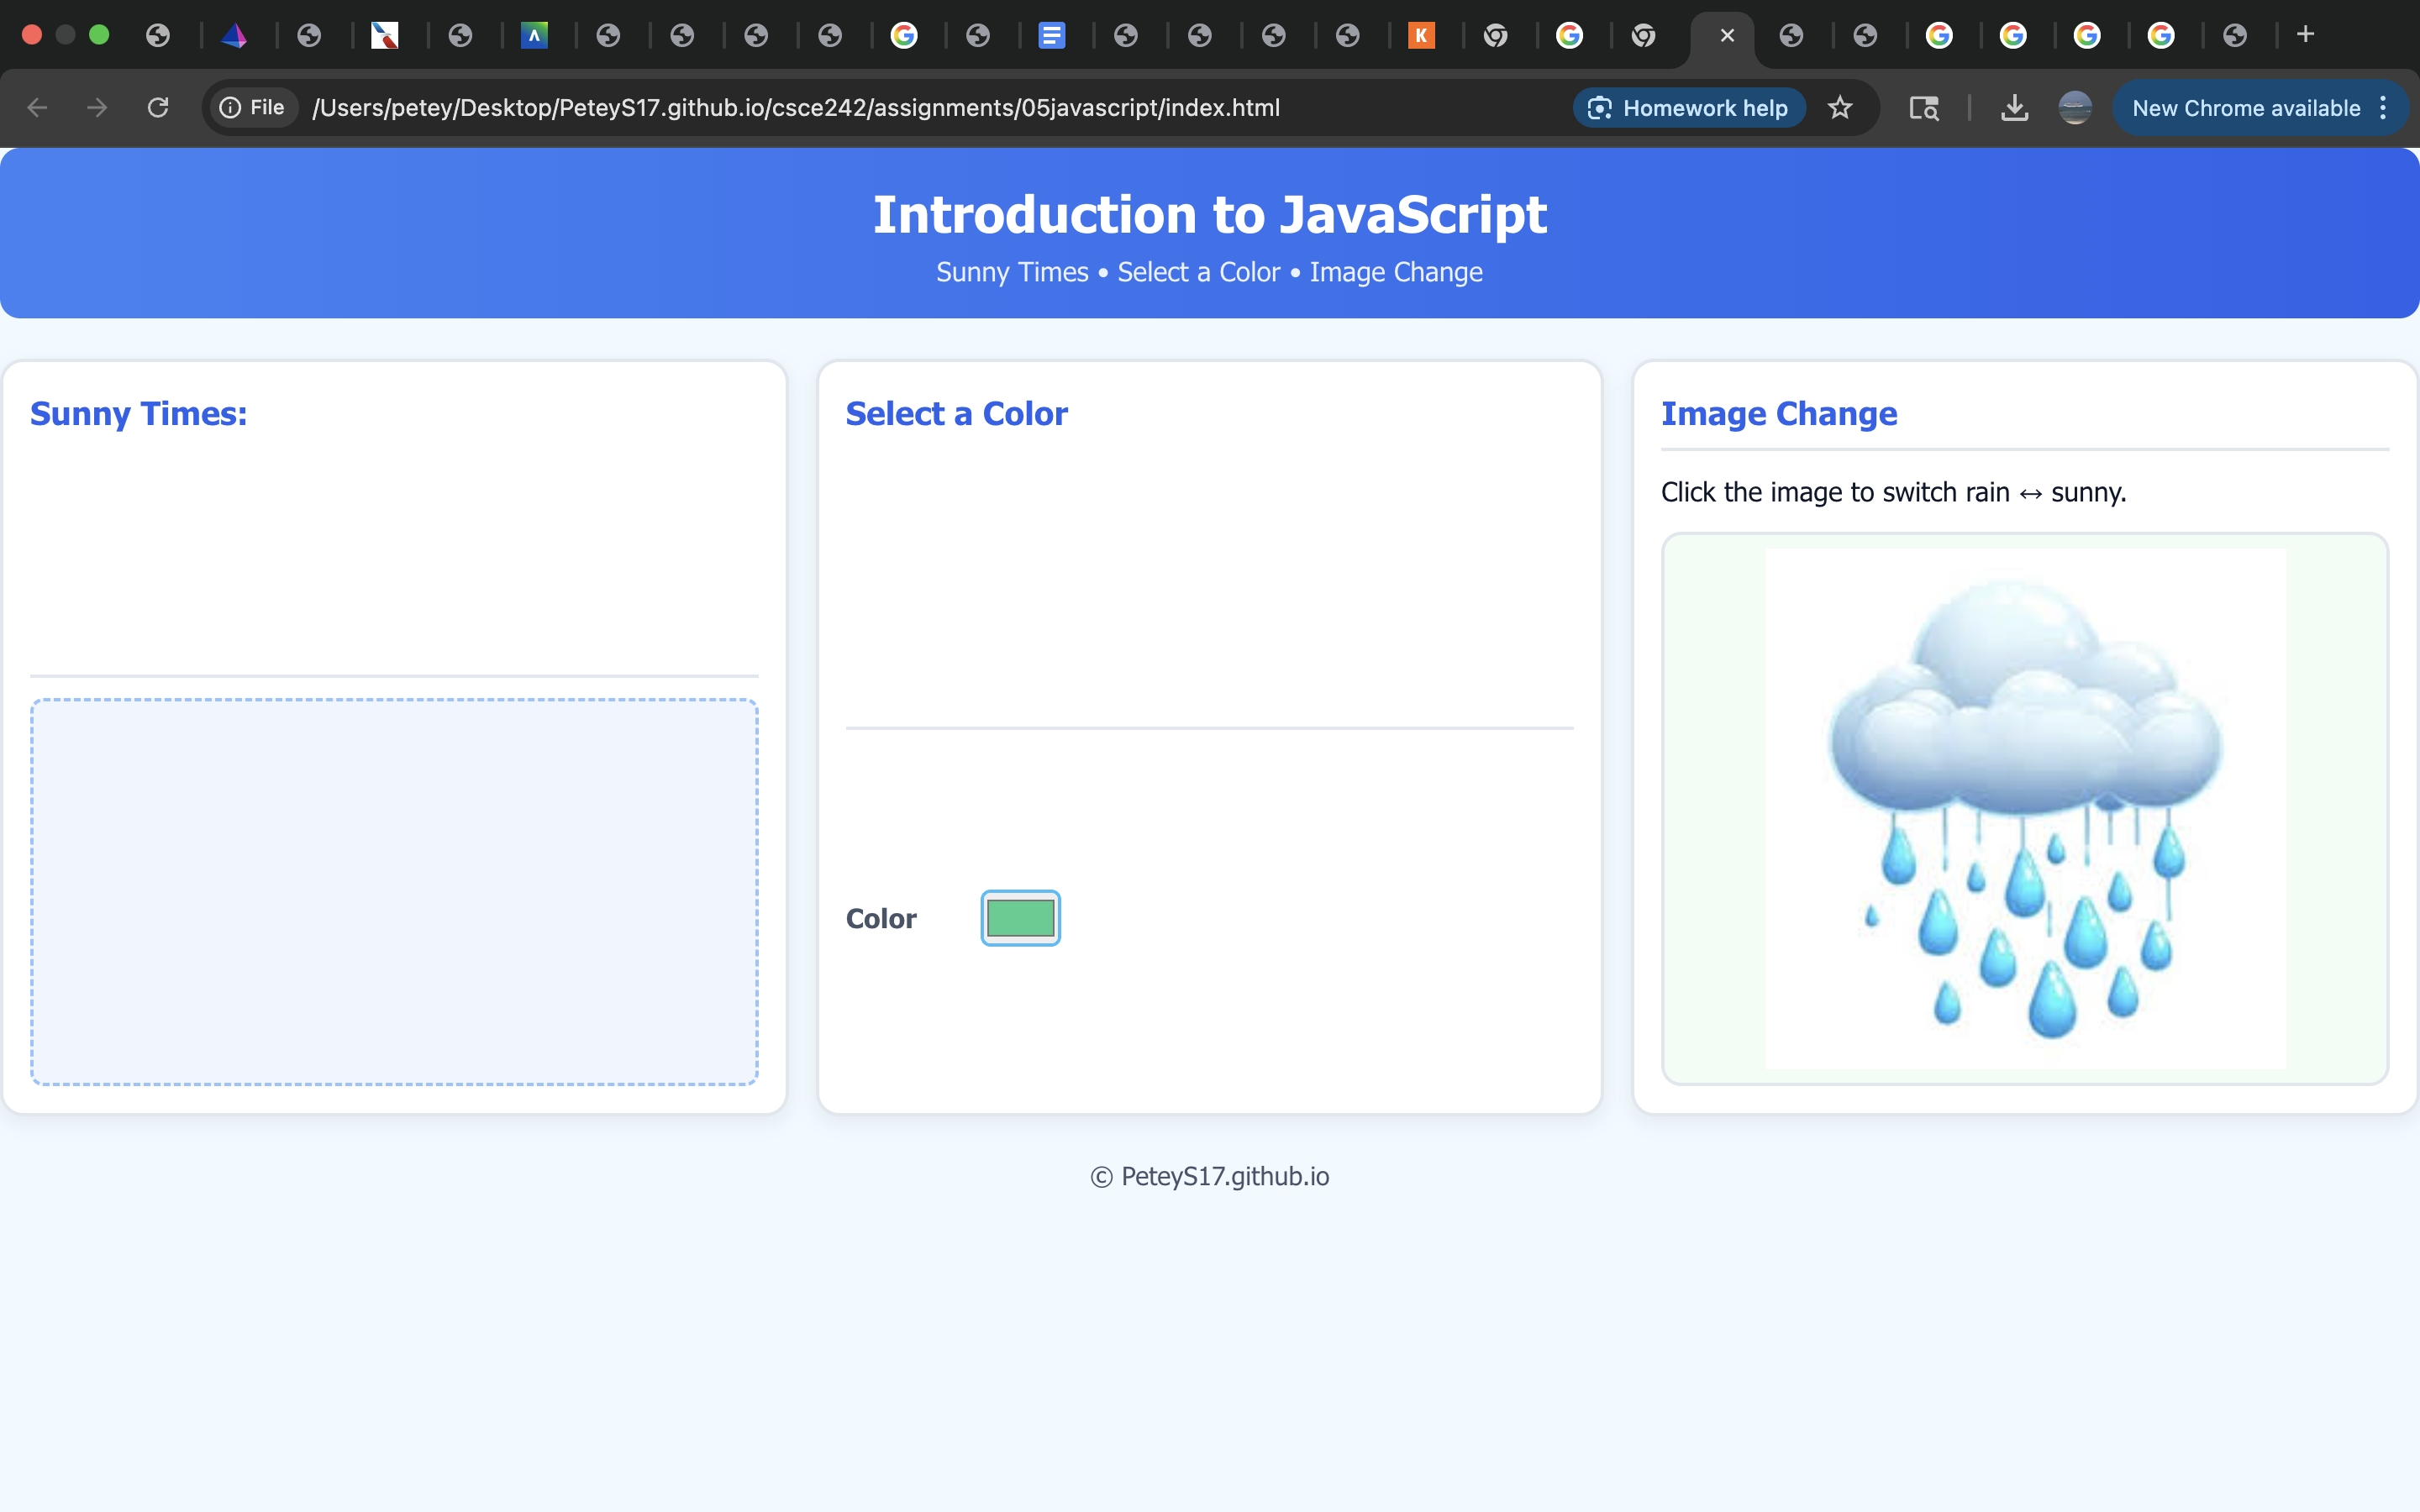 File /Users/petey/Desktop/PeteyS17.github.io/csce242/assignments/05javascript/index.html Homework help New Chrome available
Introduction to JavaScript
Sunny Times • Select a Color • Image Change
Sunny Times:
Select a Color
Color
Image Change
Click the image to switch rain ↔ sunny.
© PeteyS17.github.io